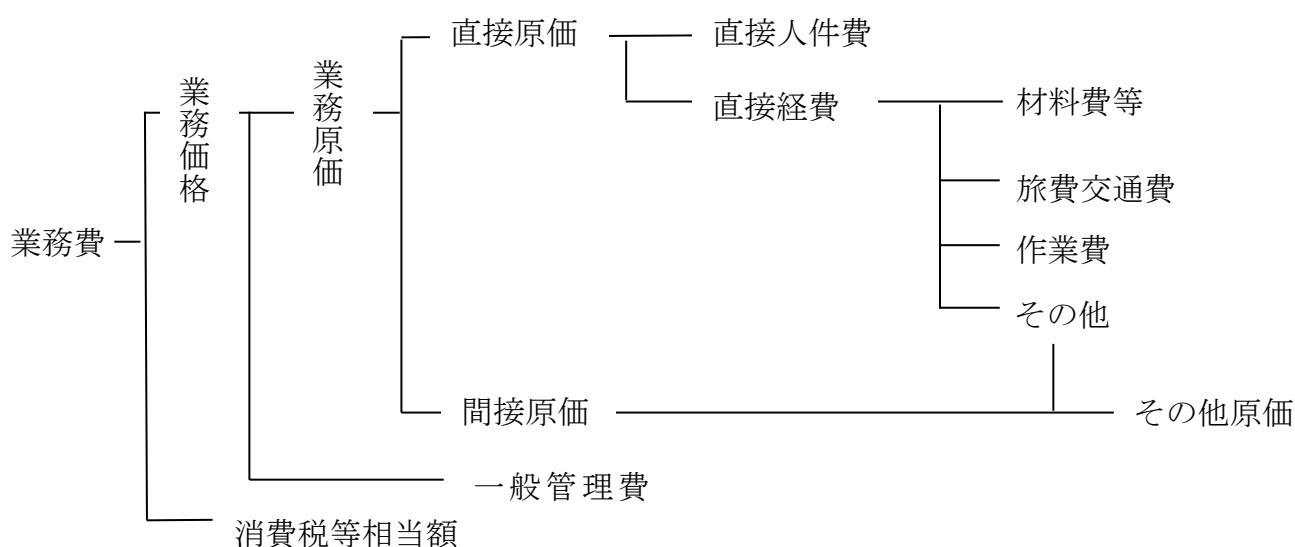 業務費
業務価格
業務原価
直接原価
直接人件費
直接経費
材料費等
旅費交通費
作業費
その他
間接原価
その他原価
一般管理費
消費税等相当額